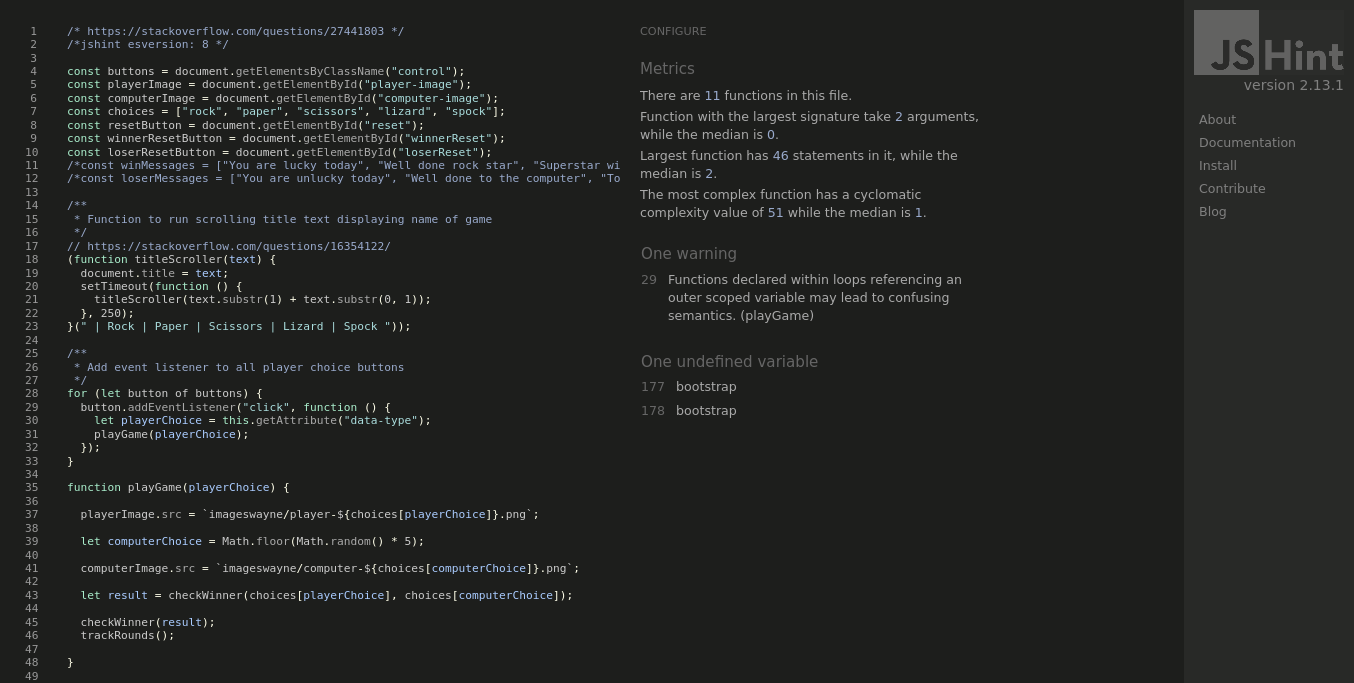 1 /* https://stackoverflow.com/questions/27441803 */
2 /*jshint esversion: 8 */
3
4 const buttons = document.getElementsByClassName("control");
5 const playerImage = document.getElementById("player-image");
6 const computerImage = document.getElementById("computer-image");
7 const choices = ["rock", "paper", "scissors", "lizard", "spock"];
8 const resetButton = document.getElementById("reset");
9 const winnerResetButton = document.getElementById("winnerReset");
10 const loserResetButton = document.getElementById("loserReset");
11 /*const winMessages = ["You are lucky today", "Well done rock star", "Superstar wi
12 /*const loserMessages = ["You are unlucky today", "Well done to the computer", "To
13
14 /**
15  * Function to run scrolling title text displaying name of game
16  */
17 // https://stackoverflow.com/questions/16354122/
18 (function titleScroller(text) {
19   document.title = text;
20   setTimeout(function () {
21     titleScroller(text.substr(1) + text.substr(0, 1));
22   }, 250);
23 }(" | Rock | Paper | Scissors | Lizard | Spock "));
24
25 /**
26  * Add event listener to all player choice buttons
27  */
28 for (let button of buttons) {
29   button.addEventListener("click", function () {
30     let playerChoice = this.getAttribute("data-type");
31     playGame(playerChoice);
32   });
33 }
34
35 function playGame(playerChoice) {
36
37   playerImage.src = `imageswayne/player-${choices[playerChoice]}.png`;
38
39   let computerChoice = Math.floor(Math.random() * 5);
40
41   computerImage.src = `imageswayne/computer-${choices[computerChoice]}.png`;
42
43   let result = checkWinner(choices[playerChoice], choices[computerChoice]);
44
45   checkWinner(result);
46   trackRounds();
47
48 }
49
CONFIGURE
Metrics
There are 11 functions in this file.
Function with the largest signature take 2 arguments,
while the median is 0.
Largest function has 46 statements in it, while the
median is 2.
The most complex function has a cyclomatic
complexity value of 51 while the median is 1.
One warning
29 Functions declared within loops referencing an
outer scoped variable may lead to confusing
semantics. (playGame)
One undefined variable
177 bootstrap
178 bootstrap
JSHint
version 2.13.1
About
Documentation
Install
Contribute
Blog